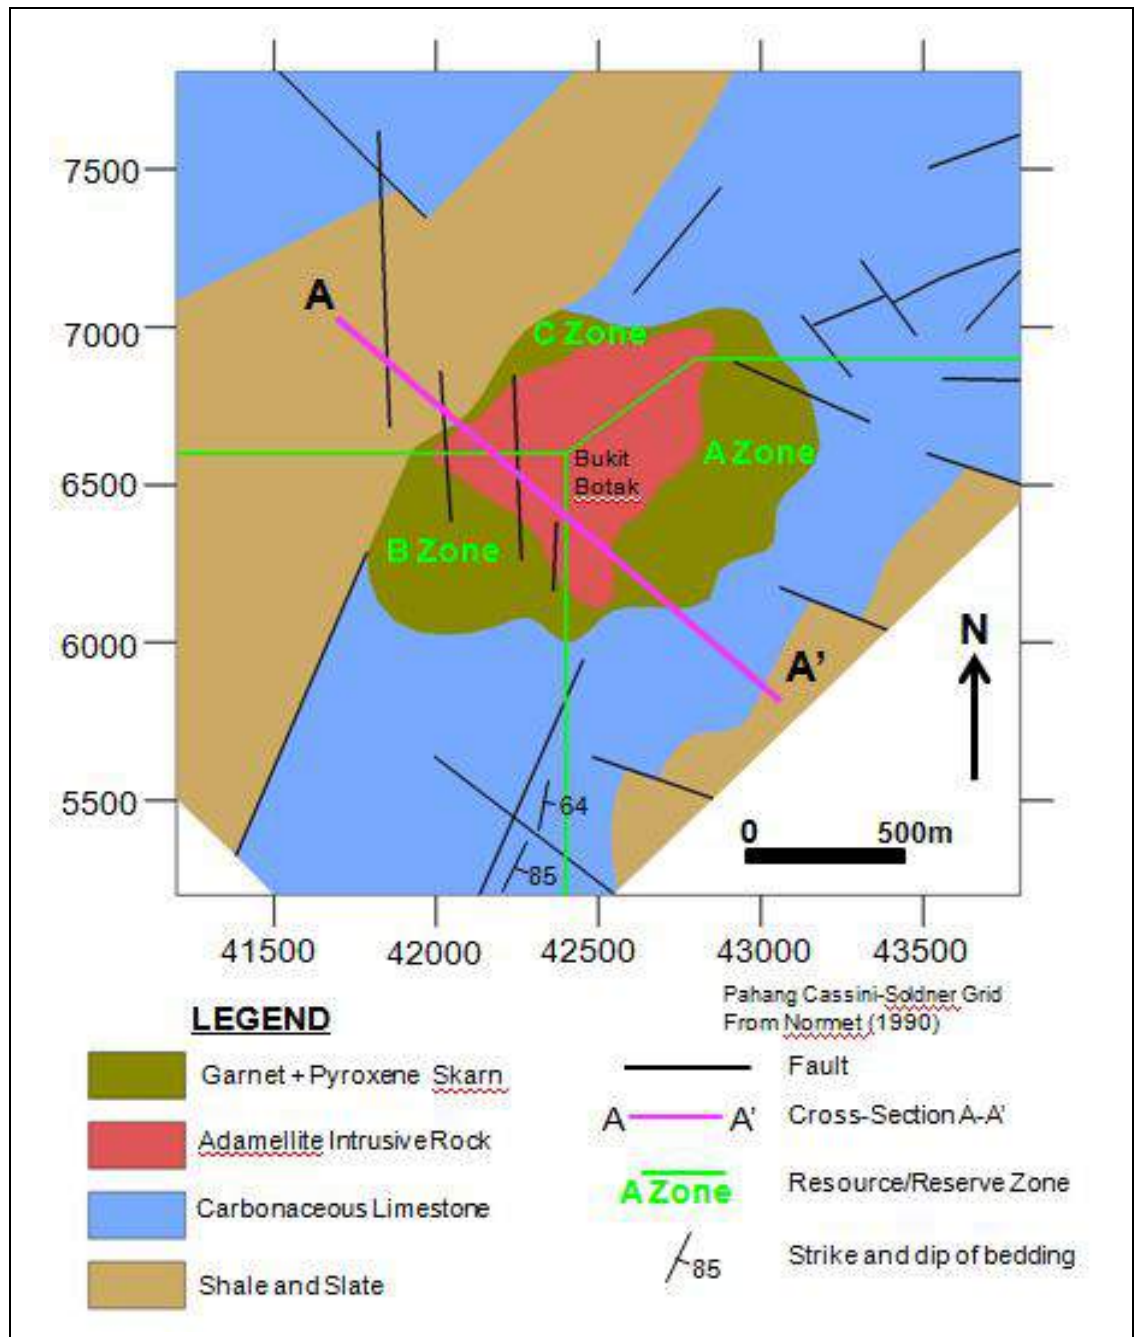 7500
A
7000
C Zone
A Zone
Bukit
Botak
6500
B Zone
N
6000
A’
5500
64
85
0 500m
41500 42000 42500 43000 43500
Pahang Cassini-Soldner Grid
From Normet (1990)
LEGEND
Garnet + Pyroxene Skarn
Adamellite Intrusive Rock
Carbonaceous Limestone
Shale and Slate
Fault
A A’ Cross-Section A-A’
A Zone Resource/Reserve Zone
85 Strike and dip of bedding